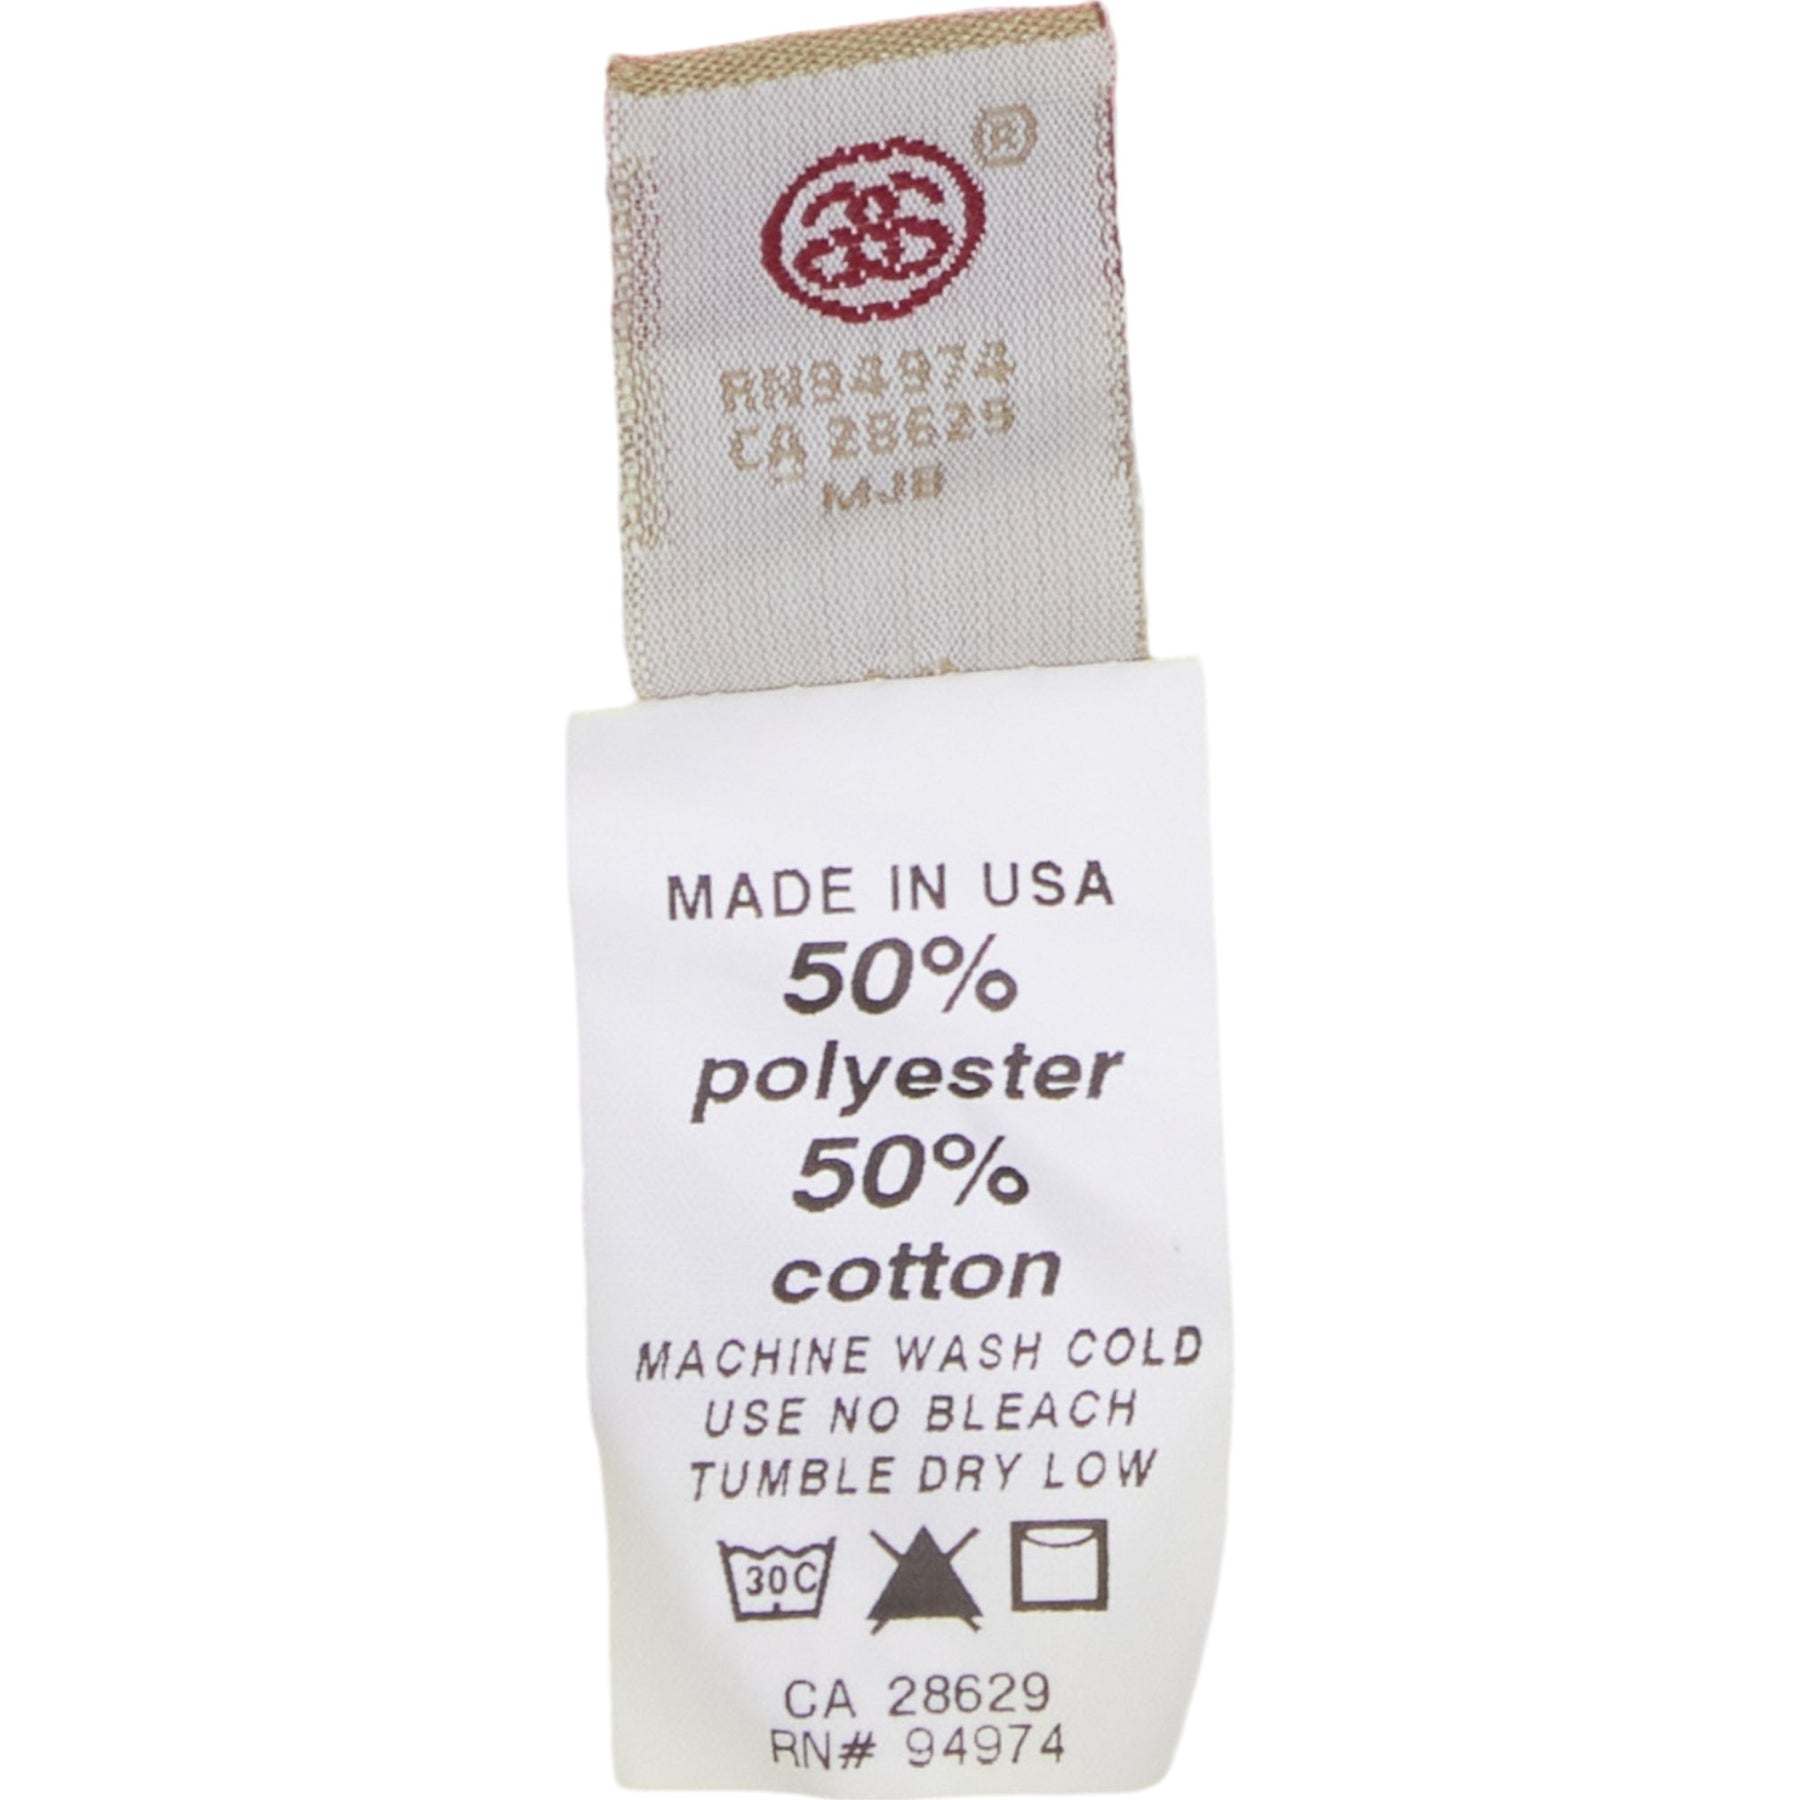 ®
RN94974
CA 28629
MJB
MADE IN USA
50%
polyester
50%
cotton
MACHINE WASH COLD
USE NO BLEACH
TUMBLE DRY LOW
30C
CA 28629
RN# 94974